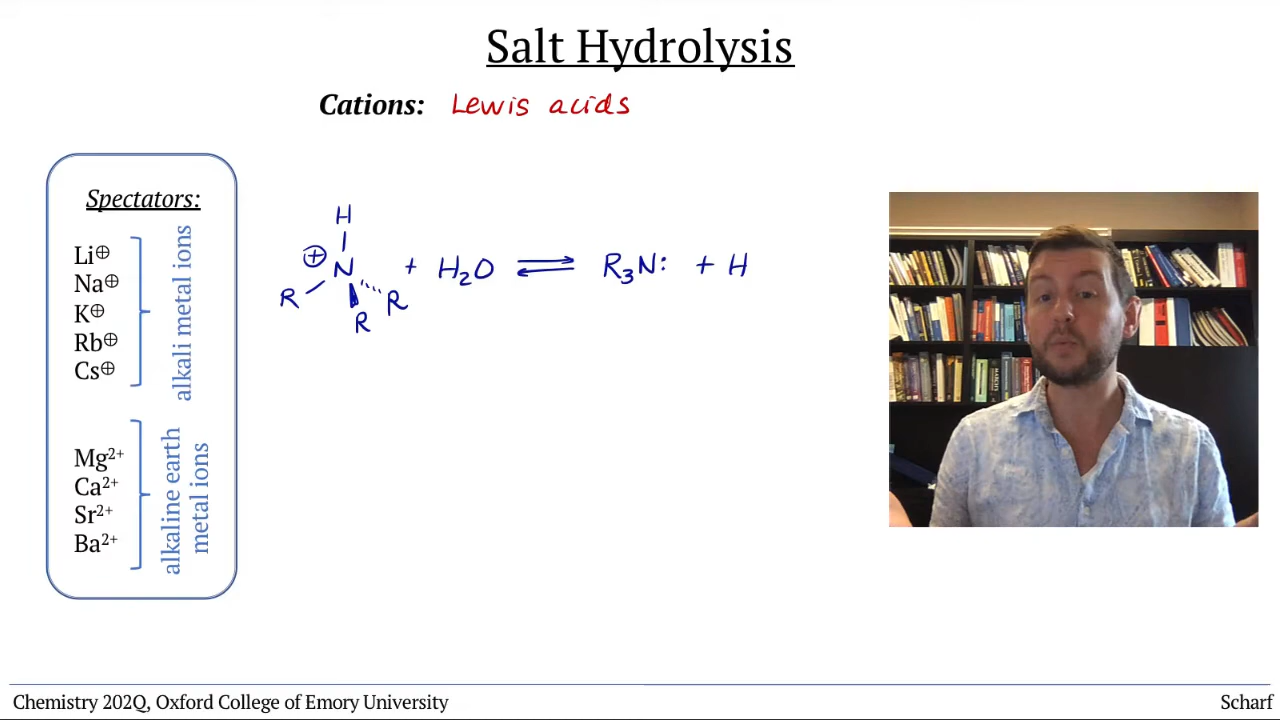 Salt Hydrolysis
Cations: Lewis acids
Spectators:
Li⊕
Na⊕
K⊕
Rb⊕
Cs⊕
alkali metal ions
Mg²⁺
Ca²⁺
Sr²⁺
Ba²⁺
alkaline earth
metal ions
H
⊕ N + H₂O ⇌ R₃N: + H
R R
R
Chemistry 202Q, Oxford College of Emory University
Scharf